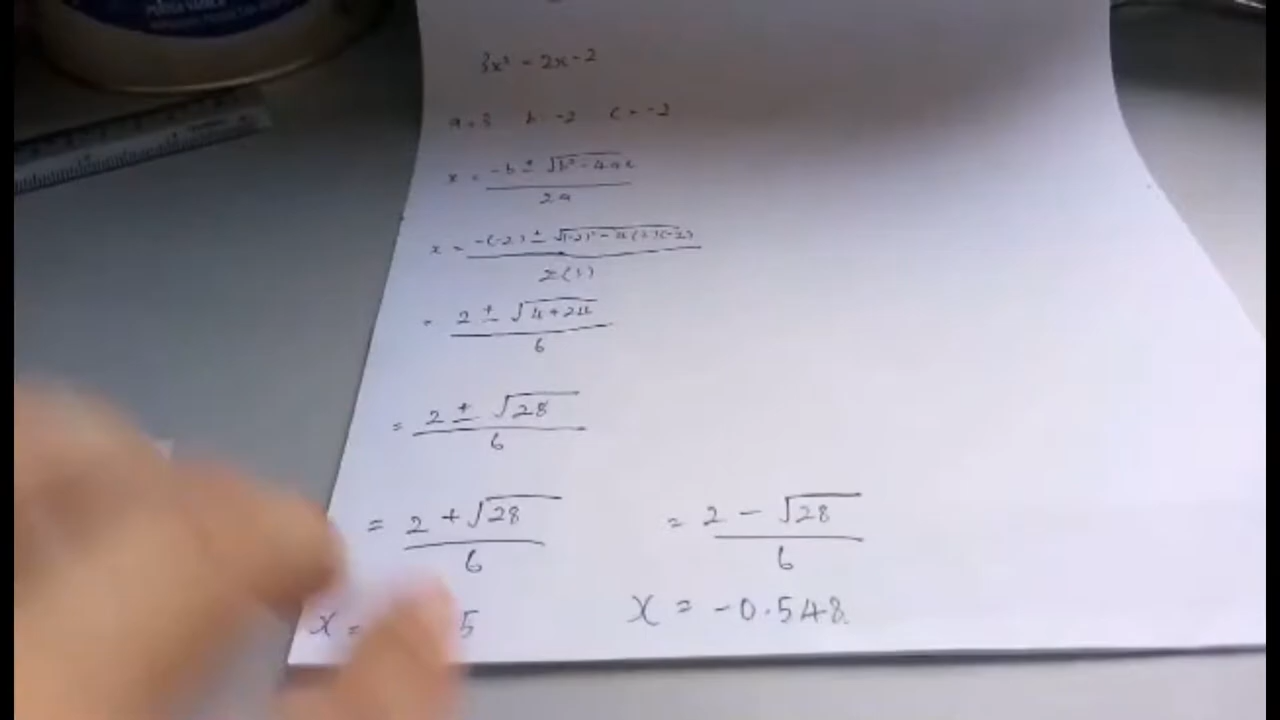 3x² = 2x - 2
a = 3 b = -2 c = -2
x = (-b ± √(b² - 4ac)) / 2a
x = (-(-2) ± √((-2)² - 4(3)(-2))) / 2(3)
= (2 ± √(4 + 24)) / 6
= (2 ± √28) / 6
= (2 + √28) / 6 = (2 - √28) / 6
x = 5 x = -0.548